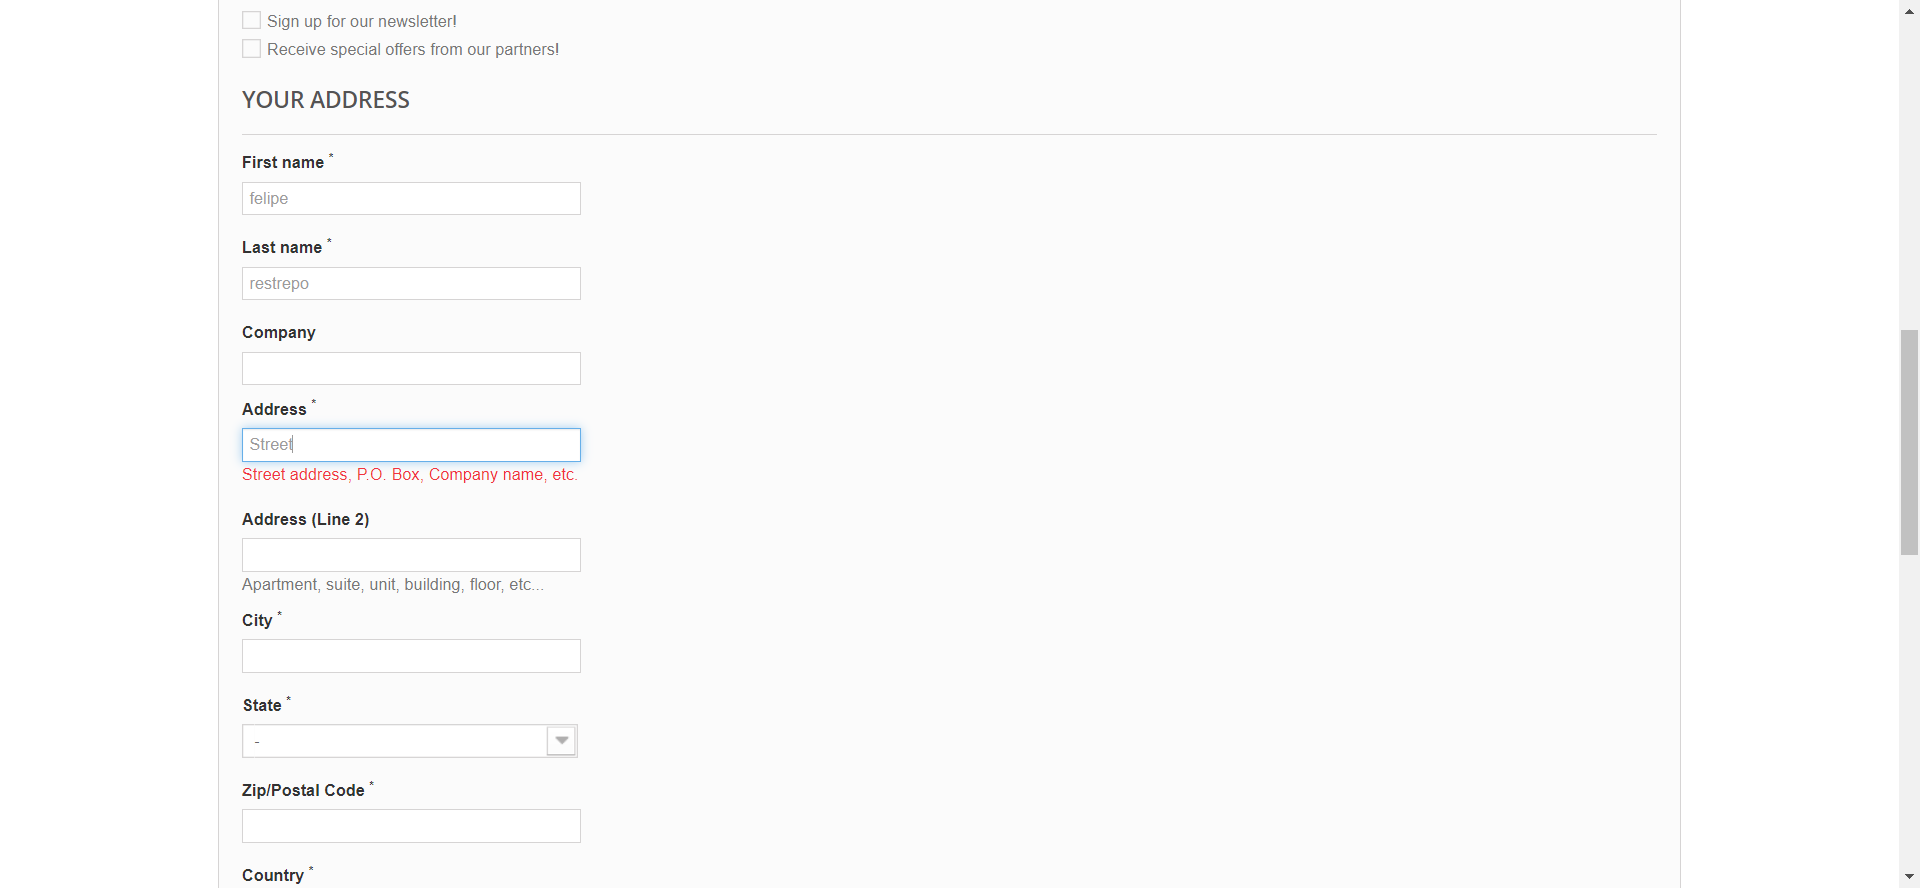 Sign up for our newsletter!
Receive special offers from our partners!
YOUR ADDRESS
First name *
felipe
Last name *
restrepo
Company
Address *
Street
Street address, P.O. Box, Company name, etc.
Address (Line 2)
Apartment, suite, unit, building, floor, etc...
City *
State *
-
Zip/Postal Code *
Country *